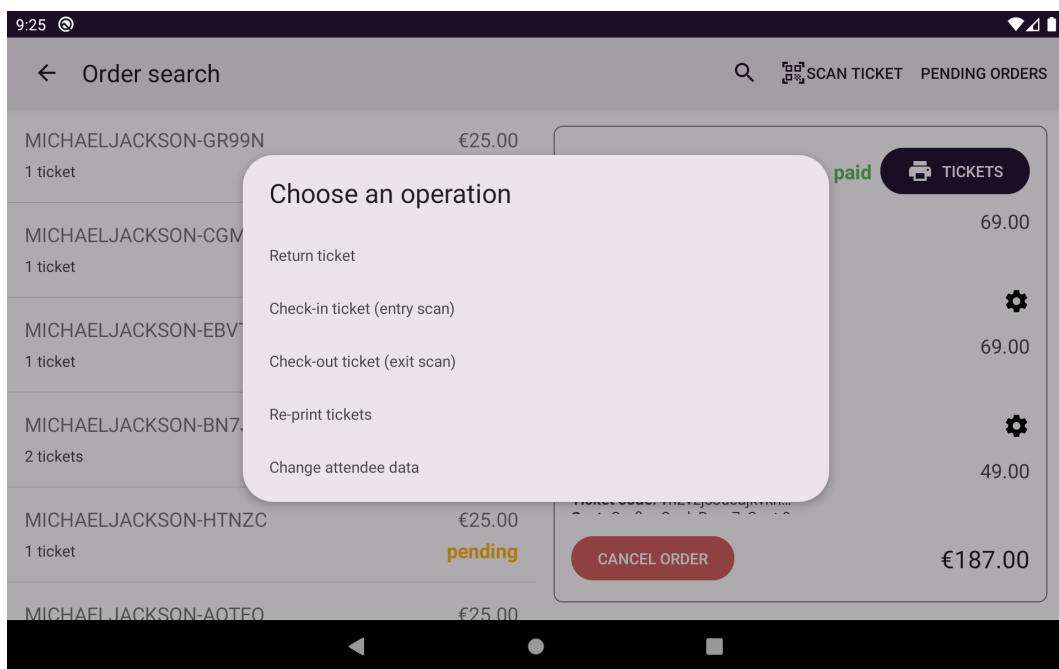 9:25
Order search
SCAN TICKET
PENDING ORDERS
MICHAELJACKSON-GR99N
€25.00
1 ticket
MICHAELJACKSON-CGM
1 ticket
MICHAELJACKSON-EBV
1 ticket
MICHAELJACKSON-BN7
2 tickets
MICHAELJACKSON-HTNZC
€25.00
1 ticket
pending
MICHAELJACKSON-AOTEO
€25.00
Choose an operation
Return ticket
Check-in ticket (entry scan)
Check-out ticket (exit scan)
Re-print tickets
Change attendee data
paid
TICKETS
69.00
69.00
49.00
CANCEL ORDER
€187.00